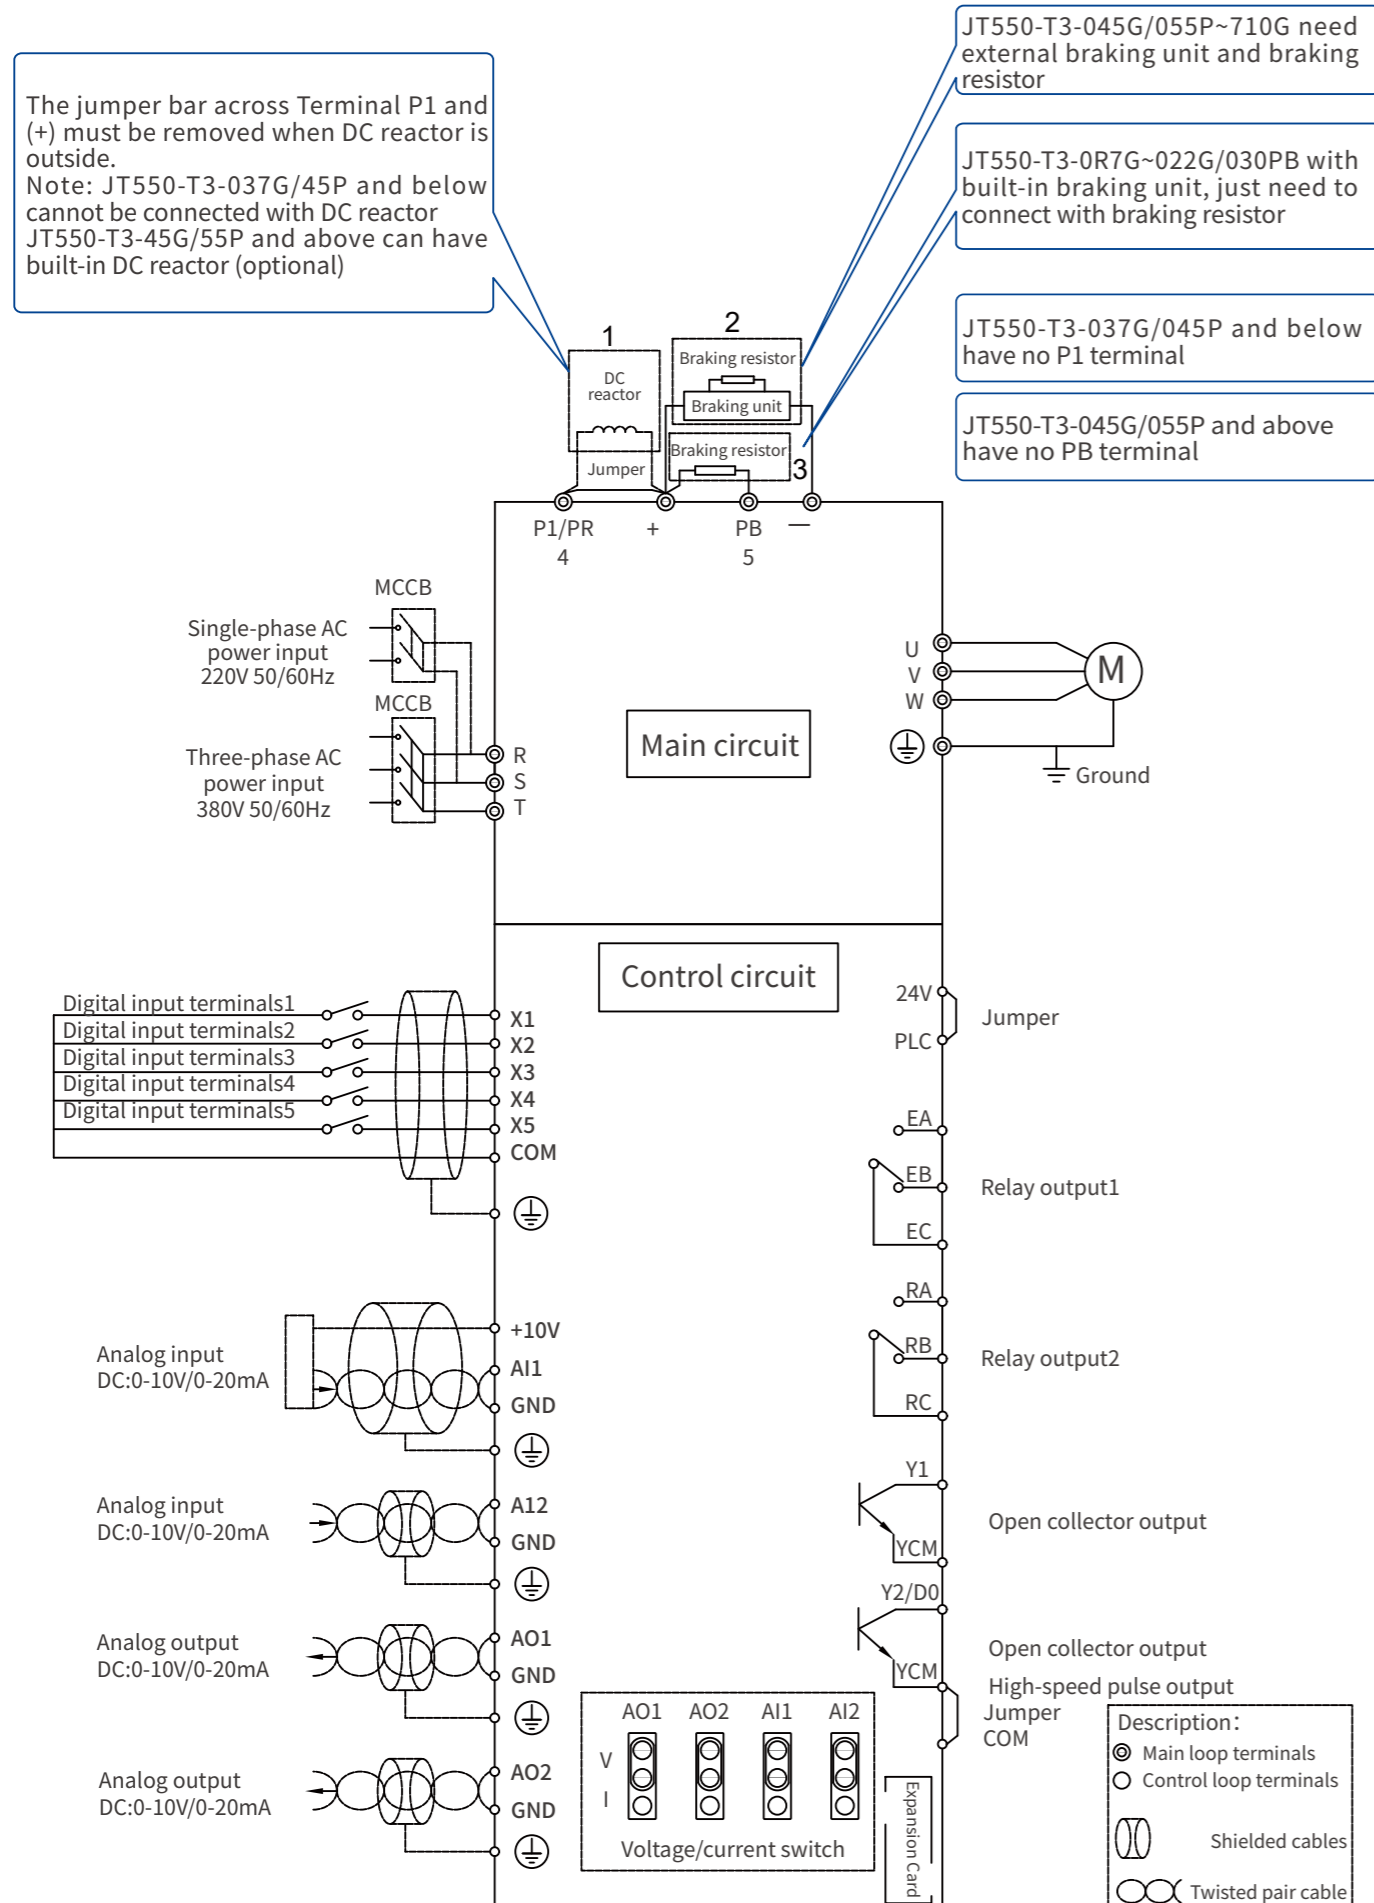 JT550-T3-045G/055P~710G need
external braking unit and braking
resistor
The jumper bar across Terminal P1 and
(+) must be removed when DC reactor is
outside.
Note: JT550-T3-037G/45P and below
cannot be connected with DC reactor
JT550-T3-45G/55P and above can have
built-in DC reactor (optional)
JT550-T3-0R7G~022G/030PB with
built-in braking unit, just need to
connect with braking resistor
JT550-T3-037G/045P and below
have no P1 terminal
JT550-T3-045G/055P and above
have no PB terminal
1
2
DC
reactor
Braking resistor
Braking unit
Jumper
Braking resistor
3
P1/PR
+
PB
—
4
5
MCCB
Single-phase AC
power input
220V 50/60Hz
MCCB
Three-phase AC
power input
380V 50/60Hz
R
S
T
Main circuit
U
V
W
M
Ground
Control circuit
Digital input terminals1
Digital input terminals2
Digital input terminals3
Digital input terminals4
Digital input terminals5
X1
X2
X3
X4
X5
COM
24V
PLC
Jumper
EA
EB
EC
Relay output1
RA
RB
RC
Relay output2
Analog input
DC:0-10V/0-20mA
+10V
AI1
GND
Analog input
DC:0-10V/0-20mA
A12
GND
Y1
YCM
Open collector output
Y2/D0
YCM
Open collector output
High-speed pulse output
Jumper
COM
Analog output
DC:0-10V/0-20mA
AO1
GND
Analog output
DC:0-10V/0-20mA
AO2
GND
AO1 AO2 AI1 AI2
V
I
Voltage/current switch
Expansion Card
Description:
Main loop terminals
Control loop terminals
Shielded cables
Twisted pair cable